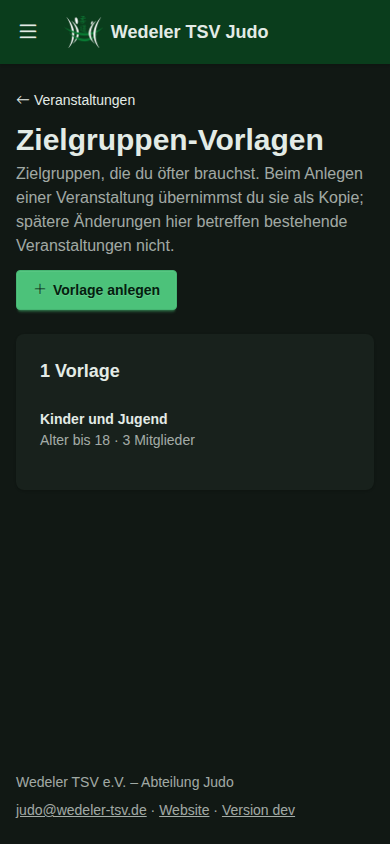 Wedeler TSV Judo
← Veranstaltungen
Zielgruppen-Vorlagen
Zielgruppen, die du öfter brauchst. Beim Anlegen
einer Veranstaltung übernimmst du sie als Kopie;
spätere Änderungen hier betreffen bestehende
Veranstaltungen nicht.
+ Vorlage anlegen
1 Vorlage
Kinder und Jugend
Alter bis 18 · 3 Mitglieder
Wedeler TSV e.V. – Abteilung Judo
judo@wedeler-tsv.de · Website · Version dev